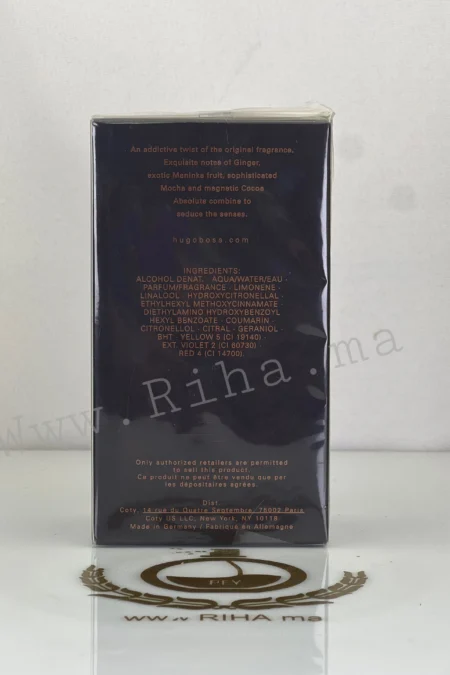 An addictive twist of the original fragrance.
Exquisite notes of Ginger,
exotic Maninka fruit, sophisticated
Mocha and magnetic Cocoa
Absolute combine to
seduce the senses.
hugoboss.com
INGREDIENTS:
ALCOHOL DENAT. · AQUA/WATER/EAU ·
PARFUM/FRAGRANCE · LIMONENE ·
LINALOOL · HYDROXYCITRONELLAL ·
ETHYLHEXYL METHOXYCINNAMATE ·
DIETHYLAMINO HYDROXYBENZOYL
HEXYL BENZOATE · COUMARIN ·
CITRONELLOL · CITRAL · GERANIOL ·
BHT · YELLOW 5 (CI 19140) ·
EXT. VIOLET 2 (CI 60730) ·
RED 4 (CI 14700).
www.Riha.ma
Only authorized retailers are permitted
to sell this product.
Ce produit ne peut être vendu que par
les dépositaires agréés.
Dist.
Coty, 14 rue du Quatre Septembre, 75002 Paris
Coty US LLC, New York, NY 10118
Made in Germany / Fabriqué en Allemagne
PFY
www RIHA ma